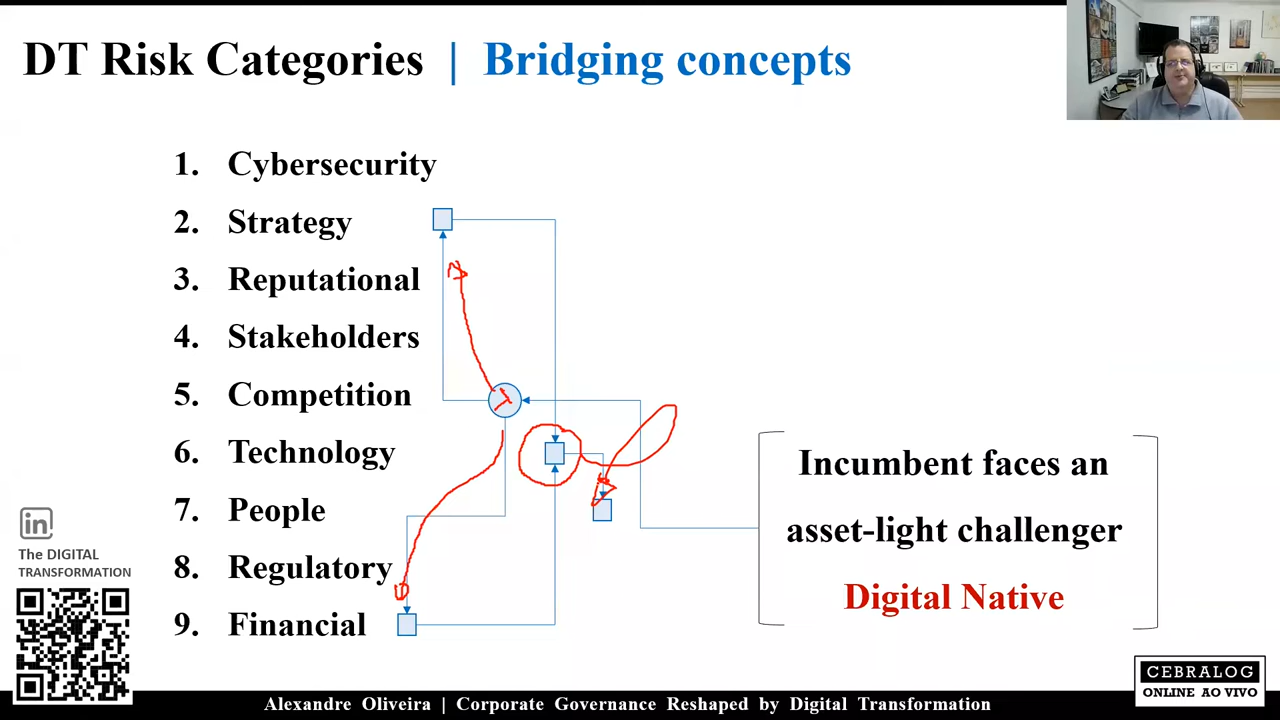 DT Risk Categories | Bridging concepts
1. Cybersecurity
2. Strategy
3. Reputational
4. Stakeholders
5. Competition
6. Technology
7. People
8. Regulatory
9. Financial
Incumbent faces an
asset-light challenger
Digital Native
in
The DIGITAL
TRANSFORMATION
CEBRALOG
ONLINE AO VIVO
Alexandre Oliveira | Corporate Governance Reshaped by Digital Transformation